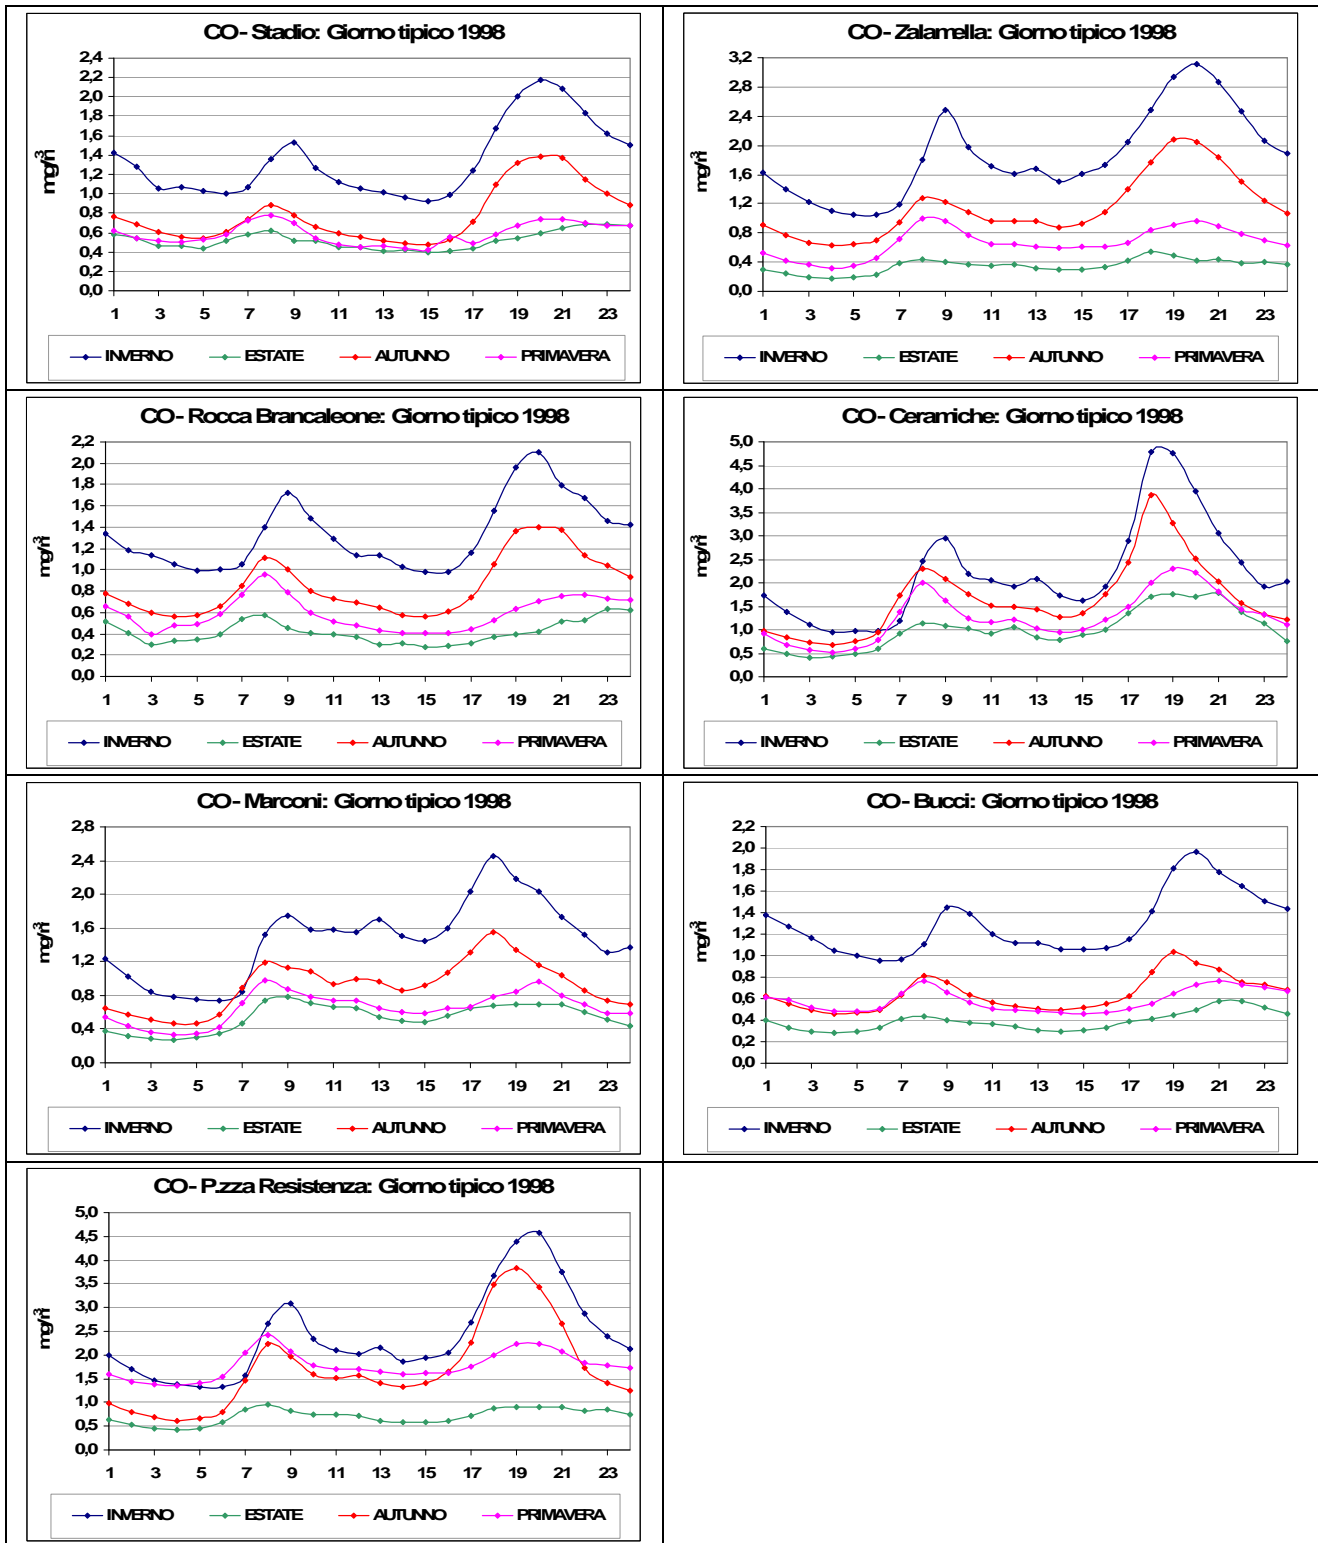 CO - Stadio: Giorno tipico 1998
mg/m³
2,4
2,2
2,0
1,8
1,6
1,4
1,2
1,0
0,8
0,6
0,4
0,2
0,0
1 3 5 7 9 11 13 15 17 19 21 23
INVERNO ESTATE AUTUNNO PRIMAVERA
CO - Zalamella: Giorno tipico 1998
mg/m³
3,2
2,8
2,4
2,0
1,6
1,2
0,8
0,4
0,0
1 3 5 7 9 11 13 15 17 19 21 23
INVERNO ESTATE AUTUNNO PRIMAVERA
CO - Rocca Brancaleone: Giorno tipico 1998
mg/m³
2,2
2,0
1,8
1,6
1,4
1,2
1,0
0,8
0,6
0,4
0,2
0,0
1 3 5 7 9 11 13 15 17 19 21 23
INVERNO ESTATE AUTUNNO PRIMAVERA
CO - Ceramiche: Giorno tipico 1998
mg/m³
5,0
4,5
4,0
3,5
3,0
2,5
2,0
1,5
1,0
0,5
0,0
1 3 5 7 9 11 13 15 17 19 21 23
INVERNO ESTATE AUTUNNO PRIMAVERA
CO - Marconi: Giorno tipico 1998
mg/m³
2,8
2,4
2,0
1,6
1,2
0,8
0,4
0,0
1 3 5 7 9 11 13 15 17 19 21 23
INVERNO ESTATE AUTUNNO PRIMAVERA
CO - Bucci: Giorno tipico 1998
mg/m³
2,2
2,0
1,8
1,6
1,4
1,2
1,0
0,8
0,6
0,4
0,2
0,0
1 3 5 7 9 11 13 15 17 19 21 23
INVERNO ESTATE AUTUNNO PRIMAVERA
CO - P.zza Resistenza: Giorno tipico 1998
mg/m³
5,0
4,5
4,0
3,5
3,0
2,5
2,0
1,5
1,0
0,5
0,0
1 3 5 7 9 11 13 15 17 19 21 23
INVERNO ESTATE AUTUNNO PRIMAVERA